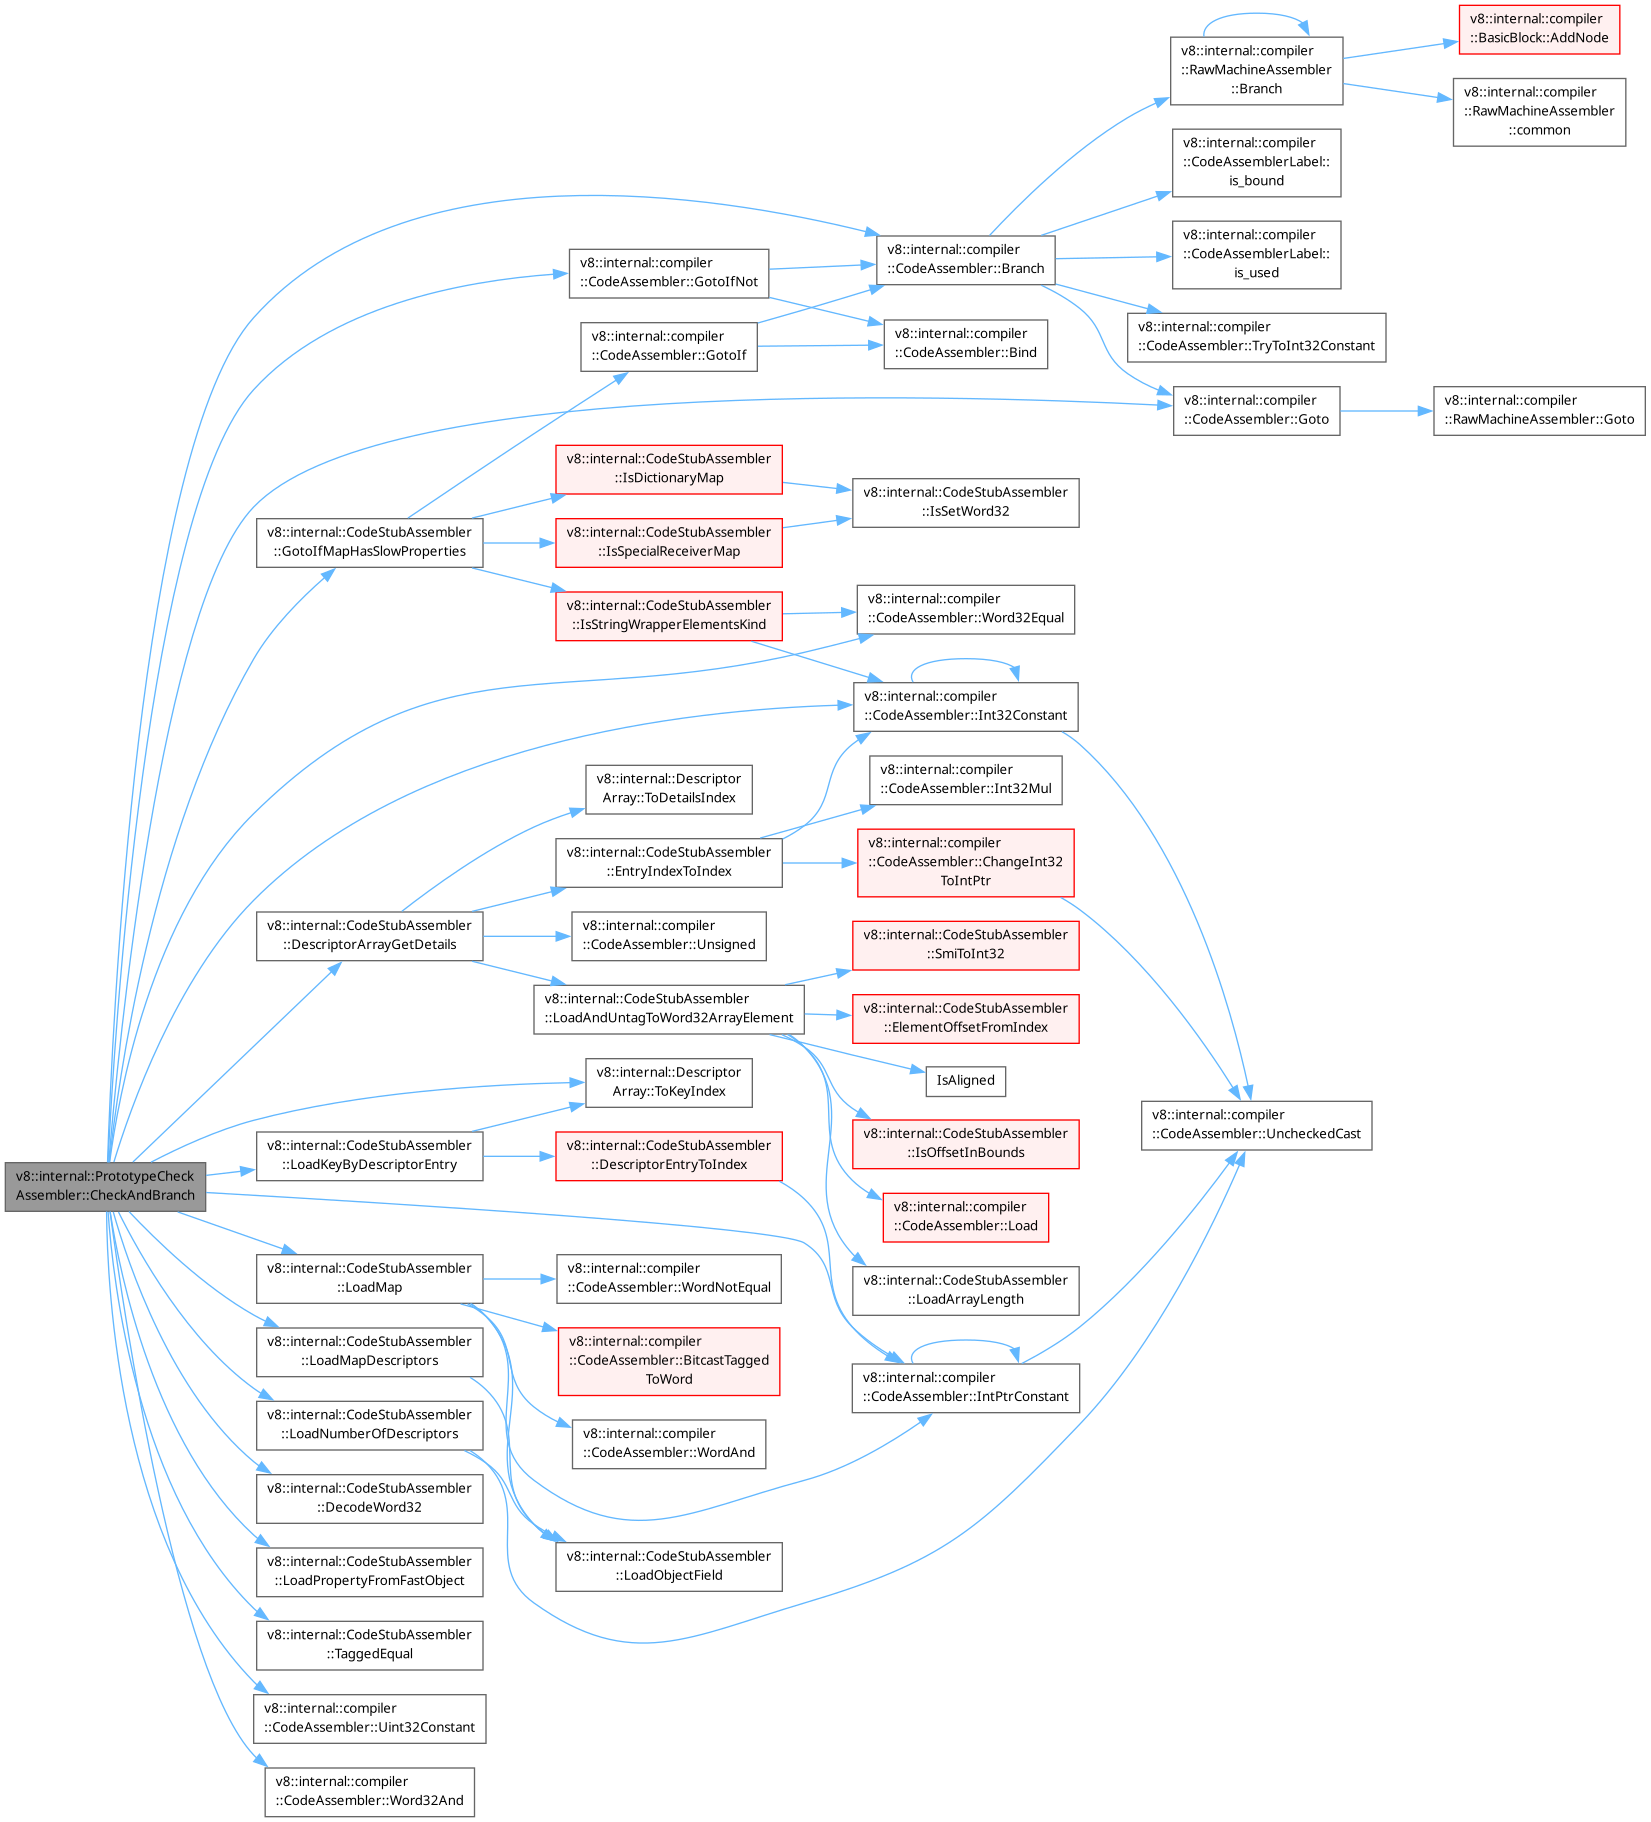 v8::internal::PrototypeCheck
Assembler::CheckAndBranch
v8::internal::compiler
::CodeAssembler::GotoIfNot
v8::internal::compiler
::CodeAssembler::GotoIf
v8::internal::CodeStubAssembler
::GotoIfMapHasSlowProperties
v8::internal::CodeStubAssembler
::IsDictionaryMap
v8::internal::CodeStubAssembler
::IsSpecialReceiverMap
v8::internal::CodeStubAssembler
::IsStringWrapperElementsKind
v8::internal::Descriptor
Array::ToDetailsIndex
v8::internal::CodeStubAssembler
::EntryIndexToIndex
v8::internal::CodeStubAssembler
::DescriptorArrayGetDetails
v8::internal::compiler
::CodeAssembler::Unsigned
v8::internal::CodeStubAssembler
::LoadAndUntagToWord32ArrayElement
v8::internal::Descriptor
Array::ToKeyIndex
v8::internal::CodeStubAssembler
::LoadKeyByDescriptorEntry
v8::internal::CodeStubAssembler
::DescriptorEntryToIndex
v8::internal::CodeStubAssembler
::LoadMap
v8::internal::compiler
::CodeAssembler::WordNotEqual
v8::internal::CodeStubAssembler
::LoadMapDescriptors
v8::internal::compiler
::CodeAssembler::BitcastTagged
ToWord
v8::internal::CodeStubAssembler
::LoadNumberOfDescriptors
v8::internal::compiler
::CodeAssembler::WordAnd
v8::internal::CodeStubAssembler
::DecodeWord32
v8::internal::CodeStubAssembler
::LoadPropertyFromFastObject
v8::internal::CodeStubAssembler
::LoadObjectField
v8::internal::CodeStubAssembler
::TaggedEqual
v8::internal::compiler
::CodeAssembler::Uint32Constant
v8::internal::compiler
::CodeAssembler::Word32And
v8::internal::compiler
::CodeAssembler::Branch
v8::internal::compiler
::CodeAssembler::Bind
v8::internal::CodeStubAssembler
::IsSetWord32
v8::internal::compiler
::CodeAssembler::Word32Equal
v8::internal::compiler
::CodeAssembler::Int32Constant
v8::internal::compiler
::CodeAssembler::Int32Mul
v8::internal::compiler
::CodeAssembler::ChangeInt32
ToIntPtr
v8::internal::CodeStubAssembler
::SmiToInt32
v8::internal::CodeStubAssembler
::ElementOffsetFromIndex
IsAligned
v8::internal::CodeStubAssembler
::IsOffsetInBounds
v8::internal::compiler
::CodeAssembler::Load
v8::internal::CodeStubAssembler
::LoadArrayLength
v8::internal::compiler
::CodeAssembler::IntPtrConstant
v8::internal::compiler
::RawMachineAssembler
::Branch
v8::internal::compiler
::CodeAssemblerLabel::
is_bound
v8::internal::compiler
::CodeAssemblerLabel::
is_used
v8::internal::compiler
::CodeAssembler::TryToInt32Constant
v8::internal::compiler
::CodeAssembler::Goto
v8::internal::compiler
::CodeAssembler::UncheckedCast
v8::internal::compiler
::BasicBlock::AddNode
v8::internal::compiler
::RawMachineAssembler
::common
v8::internal::compiler
::RawMachineAssembler::Goto